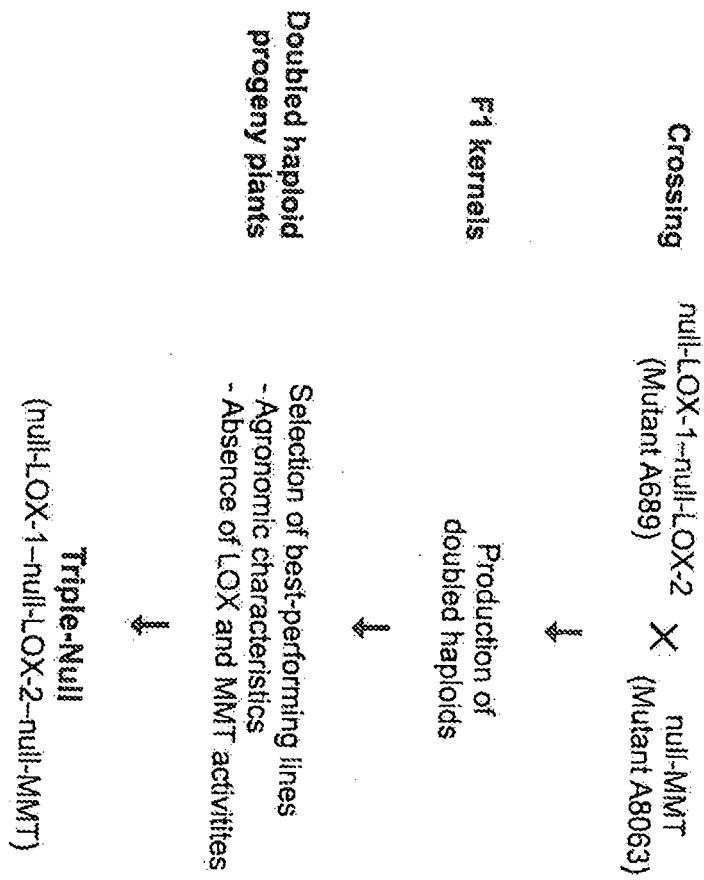 Crossing
null-LOX-1–null-LOX-2
(Mutant A689)
X
null-MMT
(Mutant A8063)
F1 kernels
Production of
doubled haploids
Doubled haploid
progeny plants
Selection of best-performing lines
- Agronomic characteristics
- Absence of LOX and MMT activitites
Triple-Null
(null-LOX-1–null-LOX-2–null-MMT)